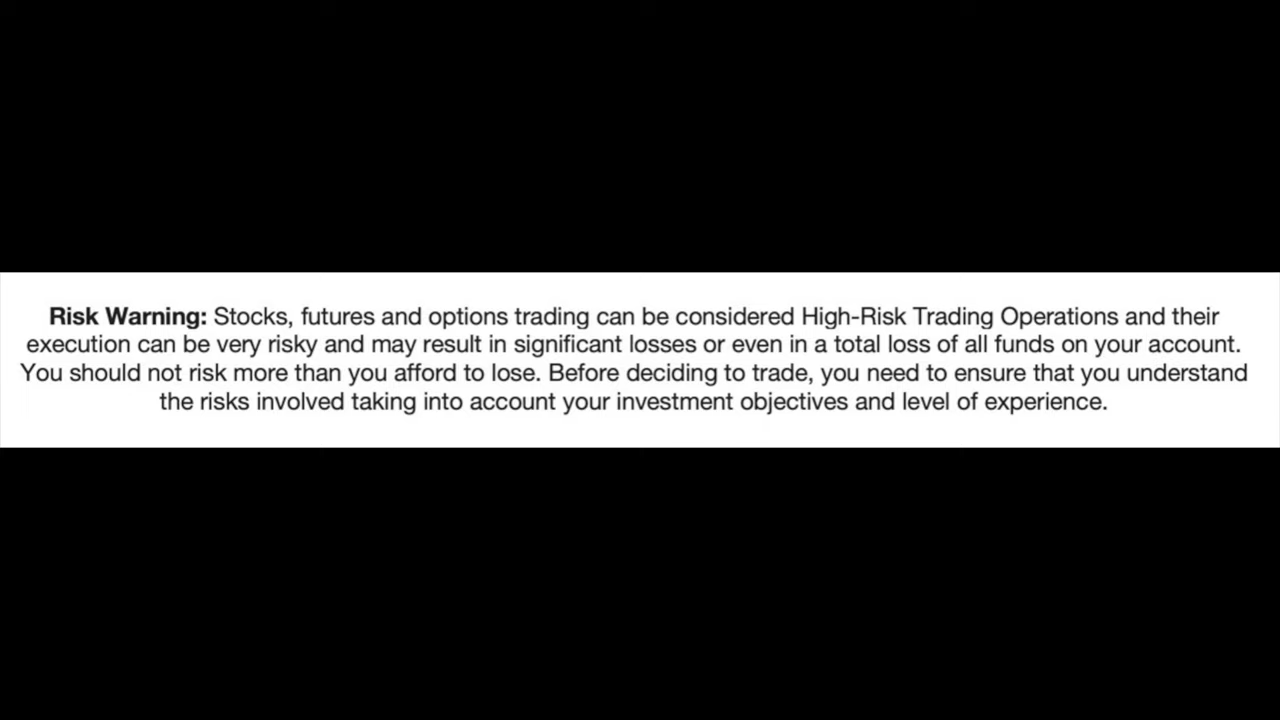 Risk Warning: Stocks, futures and options trading can be considered High-Risk Trading Operations and their
execution can be very risky and may result in significant losses or even in a total loss of all funds on your account.
You should not risk more than you afford to lose. Before deciding to trade, you need to ensure that you understand
the risks involved taking into account your investment objectives and level of experience.